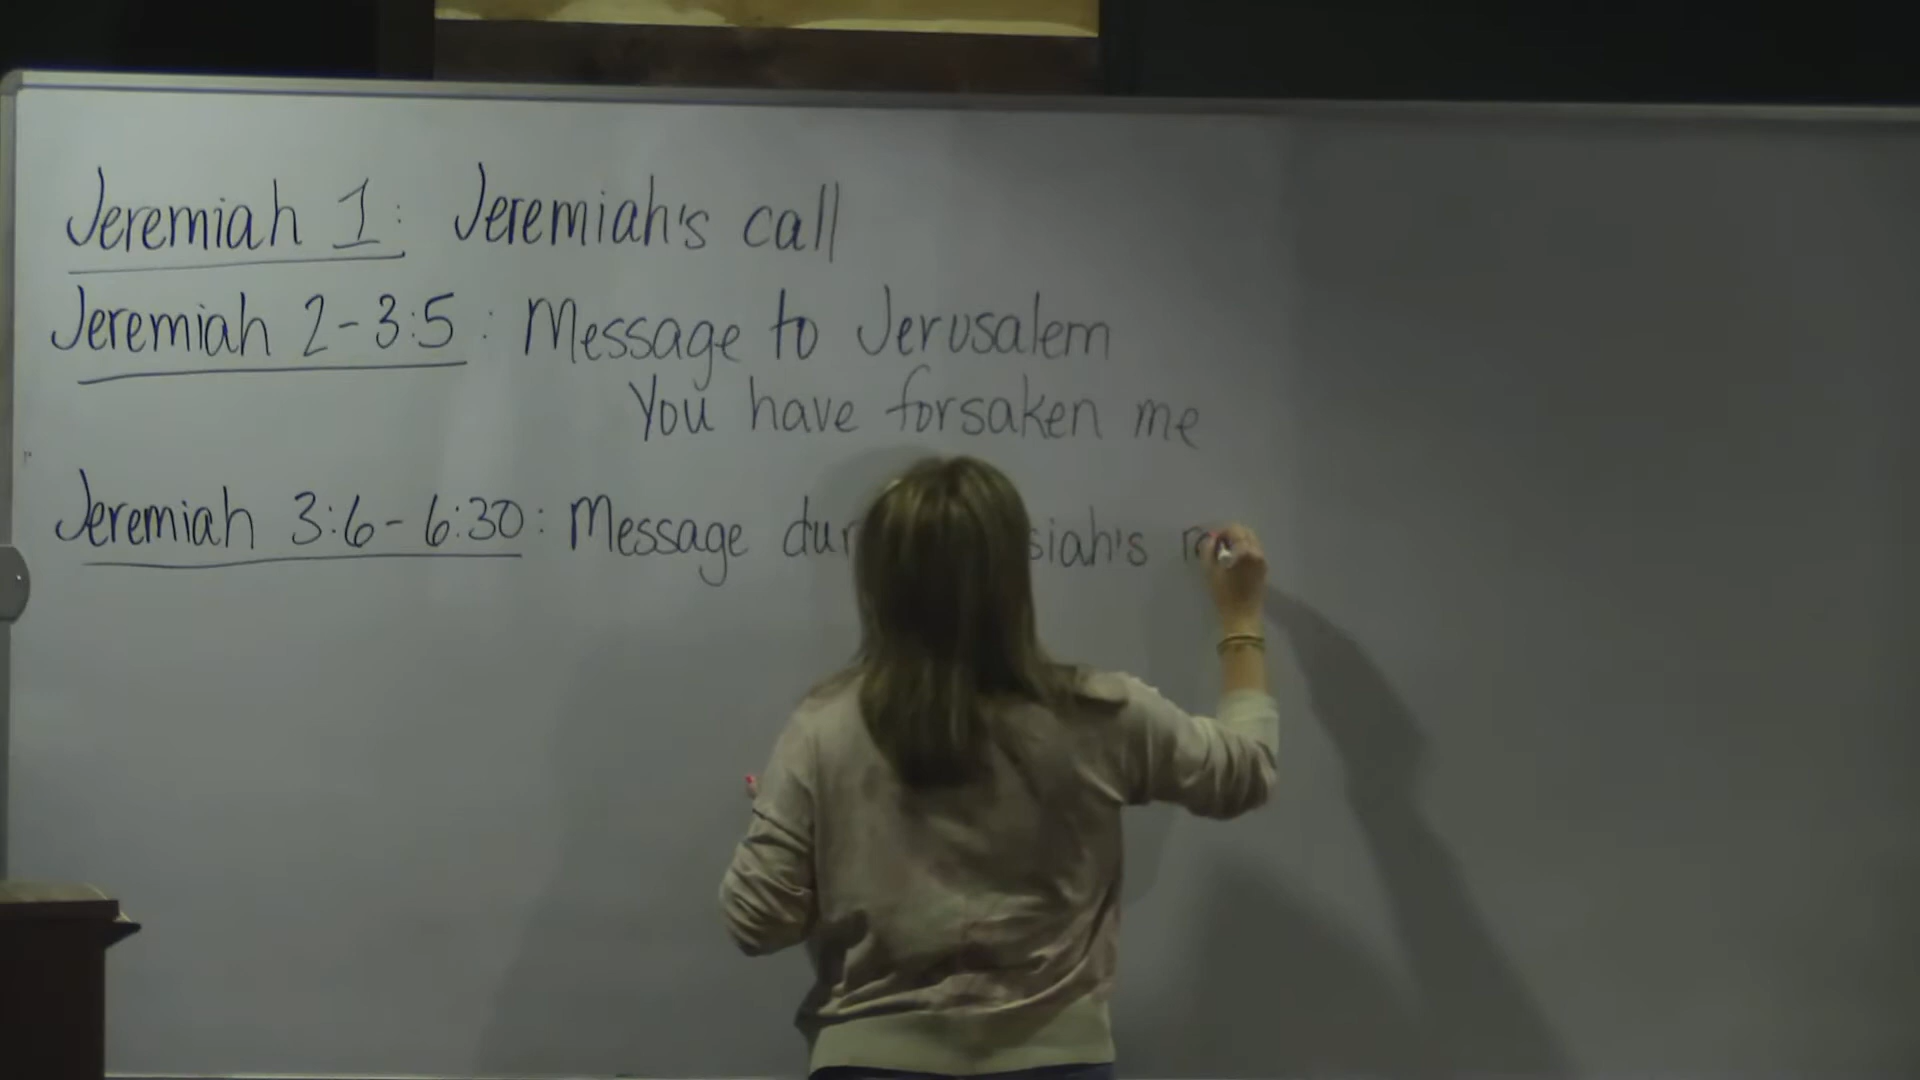 Jeremiah 1: Jeremiah's call
Jeremiah 2-3:5: Message to Jerusalem
You have forsaken me
Jeremiah 3:6-6:30: Message